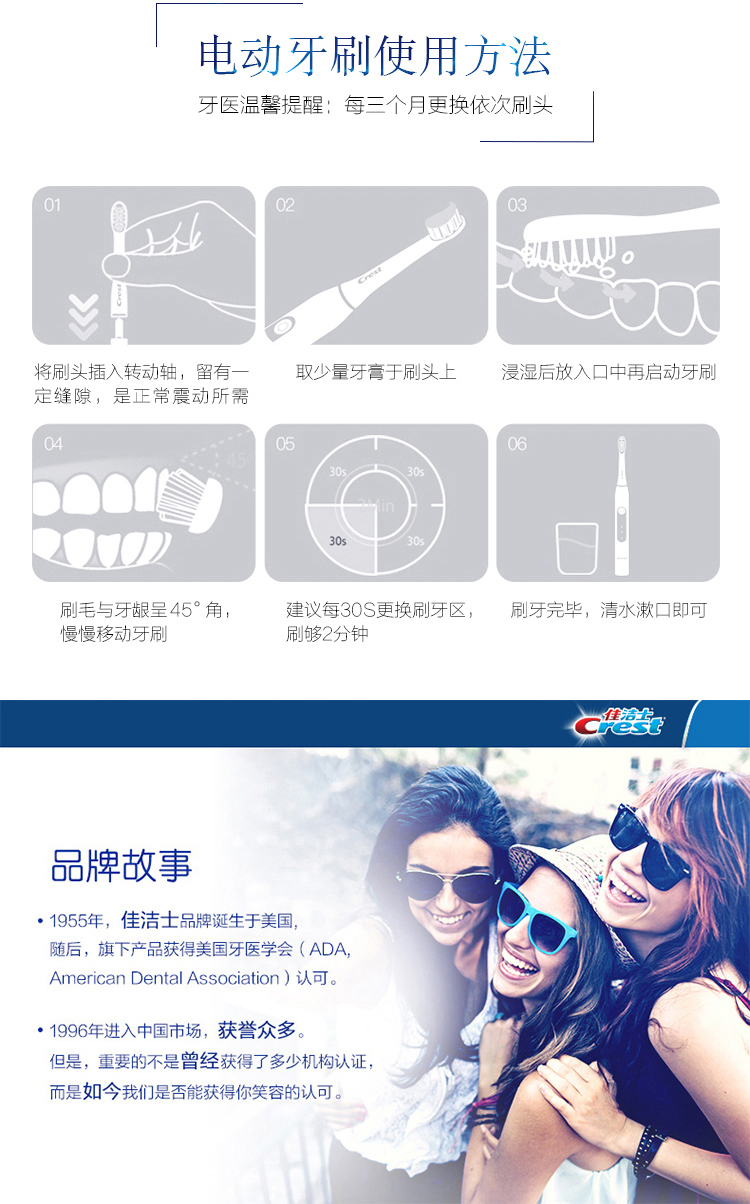 电动牙刷使用方法
牙医温馨提醒：每三个月更换依次刷头
01
02
03
Crest
Crest
将刷头插入转动轴，留有一
定缝隙，是正常震动所需
取少量牙膏于刷头上
浸湿后放入口中再启动牙刷
04
05
06
45°
30s
30s
2Min
30s
30s
刷毛与牙龈呈45°角，
慢慢移动牙刷
建议每30S更换刷牙区，
刷够2分钟
刷牙完毕，清水漱口即可
佳洁士
Crest
品牌故事
• 1955年，佳洁士品牌诞生于美国,
随后，旗下产品获得美国牙医学会（ADA,
American Dental Association）认可。
• 1996年进入中国市场，获誉众多。
但是，重要的不是曾经获得了多少机构认证，
而是如今我们是否能获得你笑容的认可。